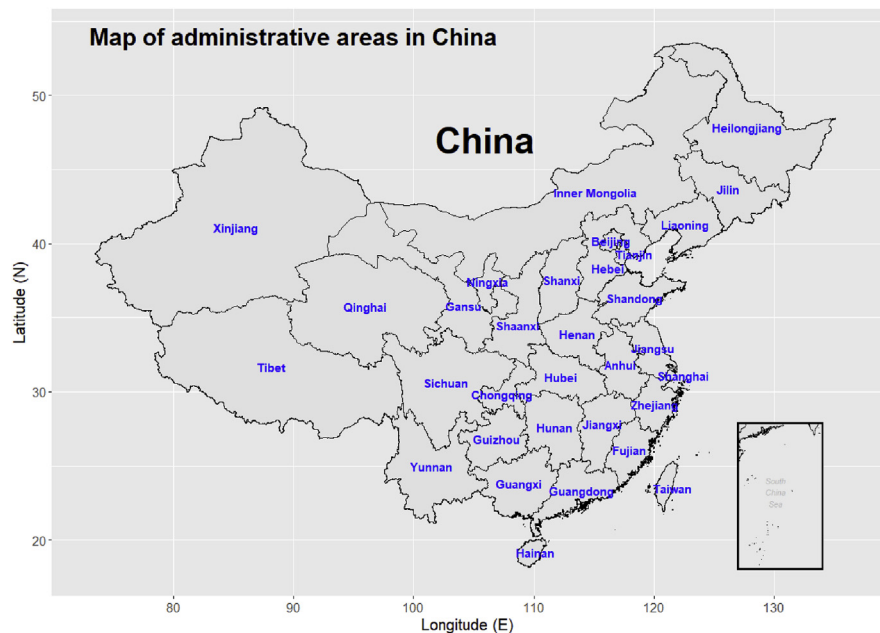 Map of administrative areas in China
China
50
Heilongjiang
Jilin
Inner Mongolia
Liaoning
Xinjiang
40
Beijing
Tianjin
Hebei
Ningxia
Shanxi
Shandong
Qinghai
Gansu
Shaanxi
Henan
Jiangsu
Anhui
Tibet
Shanghai
Hubei
Sichuan
30
Chongqing
Zhejiang
Jiangxi
Hunan
Guizhou
Fujian
Yunnan
Guangxi
Guangdong
Taiwan
South
China
Sea
20
Hainan
Latitude (N)
80 90 100 110 120 130
Longitude (E)